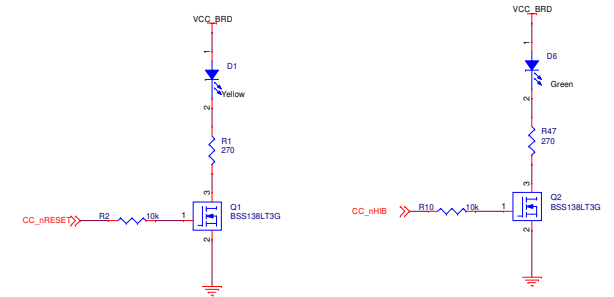 VCC_BRD
1
D1
Yellow
2
R1
270
3
Q1
BSS138LT3G
CC_nRESET
R2
10k
1
2
VCC_BRD
1
D6
Green
2
R47
270
3
Q2
BSS138LT3G
CC_nHIB
R10
10k
1
2